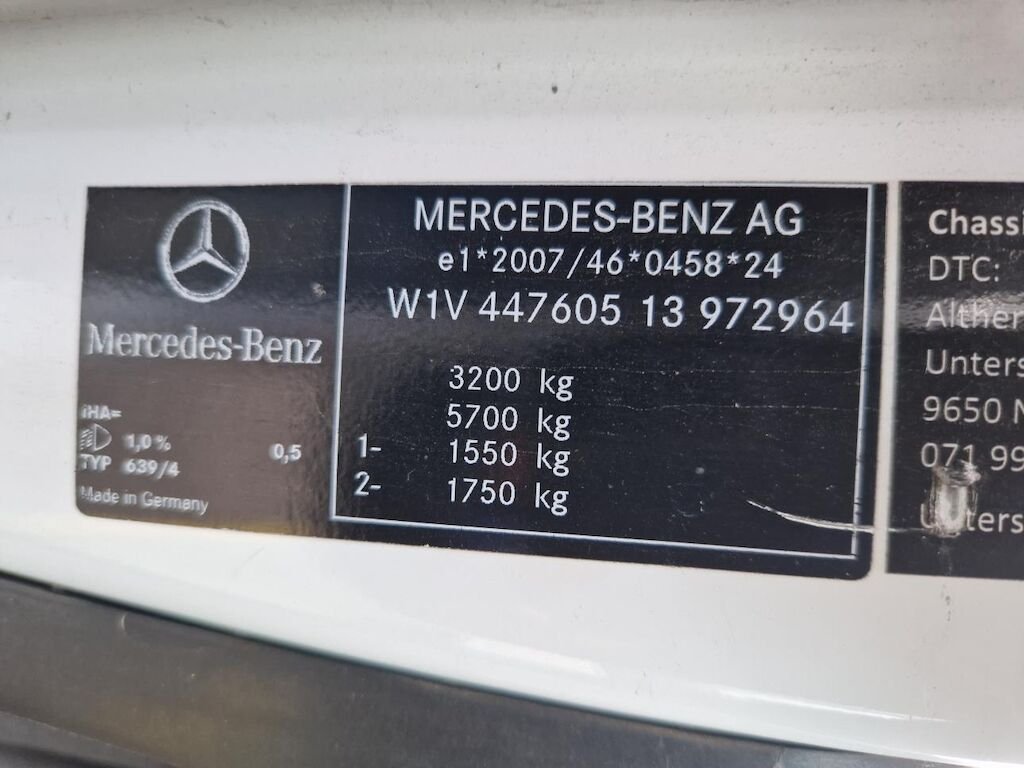 MERCEDES-BENZ AG
e1*2007/46*0458*24
W1V 447605 13 972964
3200 kg
5700 kg
1- 1550 kg
2- 1750 kg
Mercedes-Benz
iHA=
1,0% 0,5
TYP 639/4
Made in Germany
Chassi
DTC:
Alther
Unters
9650 N
071 99
Unters